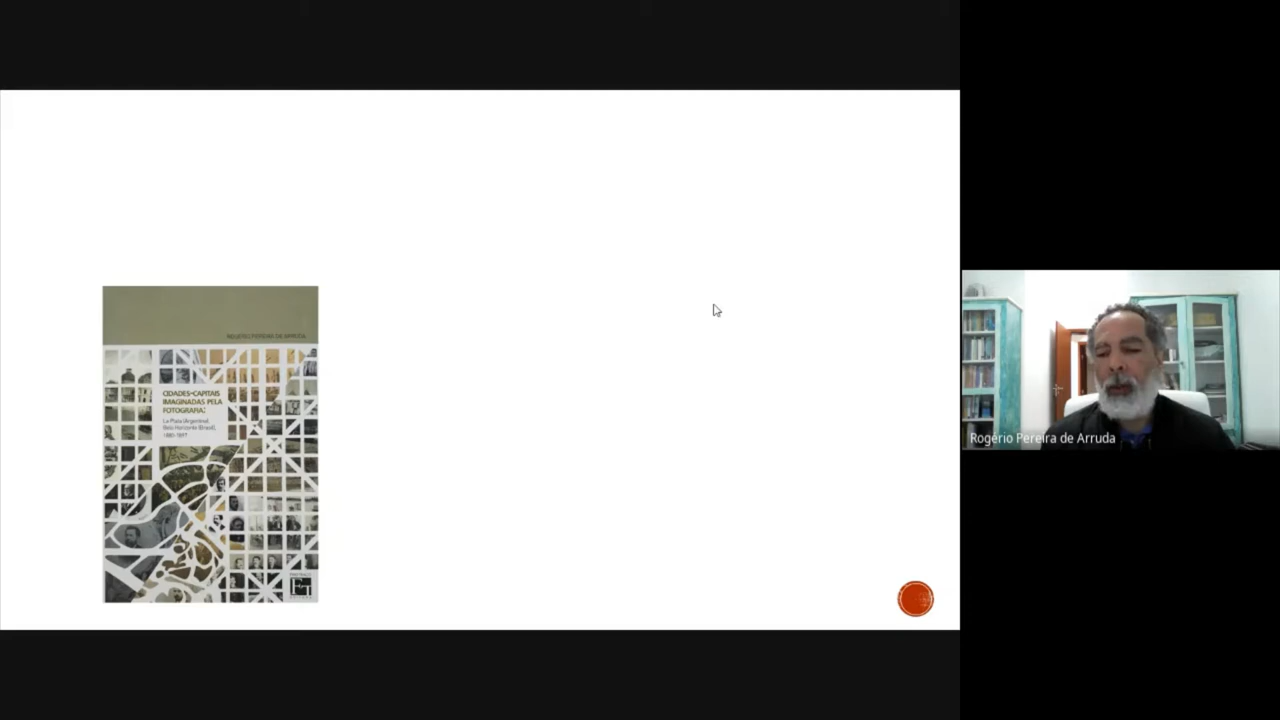 ROGÉRIO PEREIRA DE ARRUDA
CIDADES-CAPITAIS
IMAGINADAS PELA
FOTOGRAFIA:
La Plata (Argentina),
Belo Horizonte (Brasil),
1880-1897
Rogério Pereira de Arruda